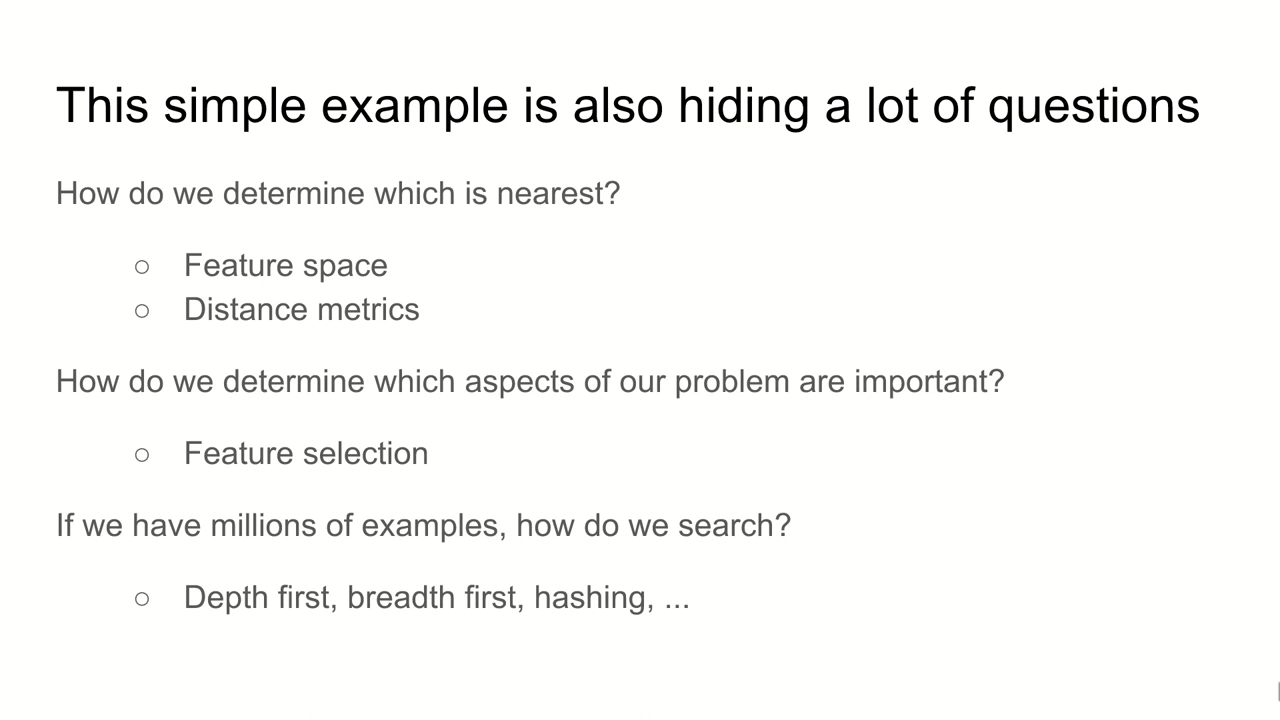 This simple example is also hiding a lot of questions
How do we determine which is nearest?
○ Feature space
○ Distance metrics
How do we determine which aspects of our problem are important?
○ Feature selection
If we have millions of examples, how do we search?
○ Depth first, breadth first, hashing, ...